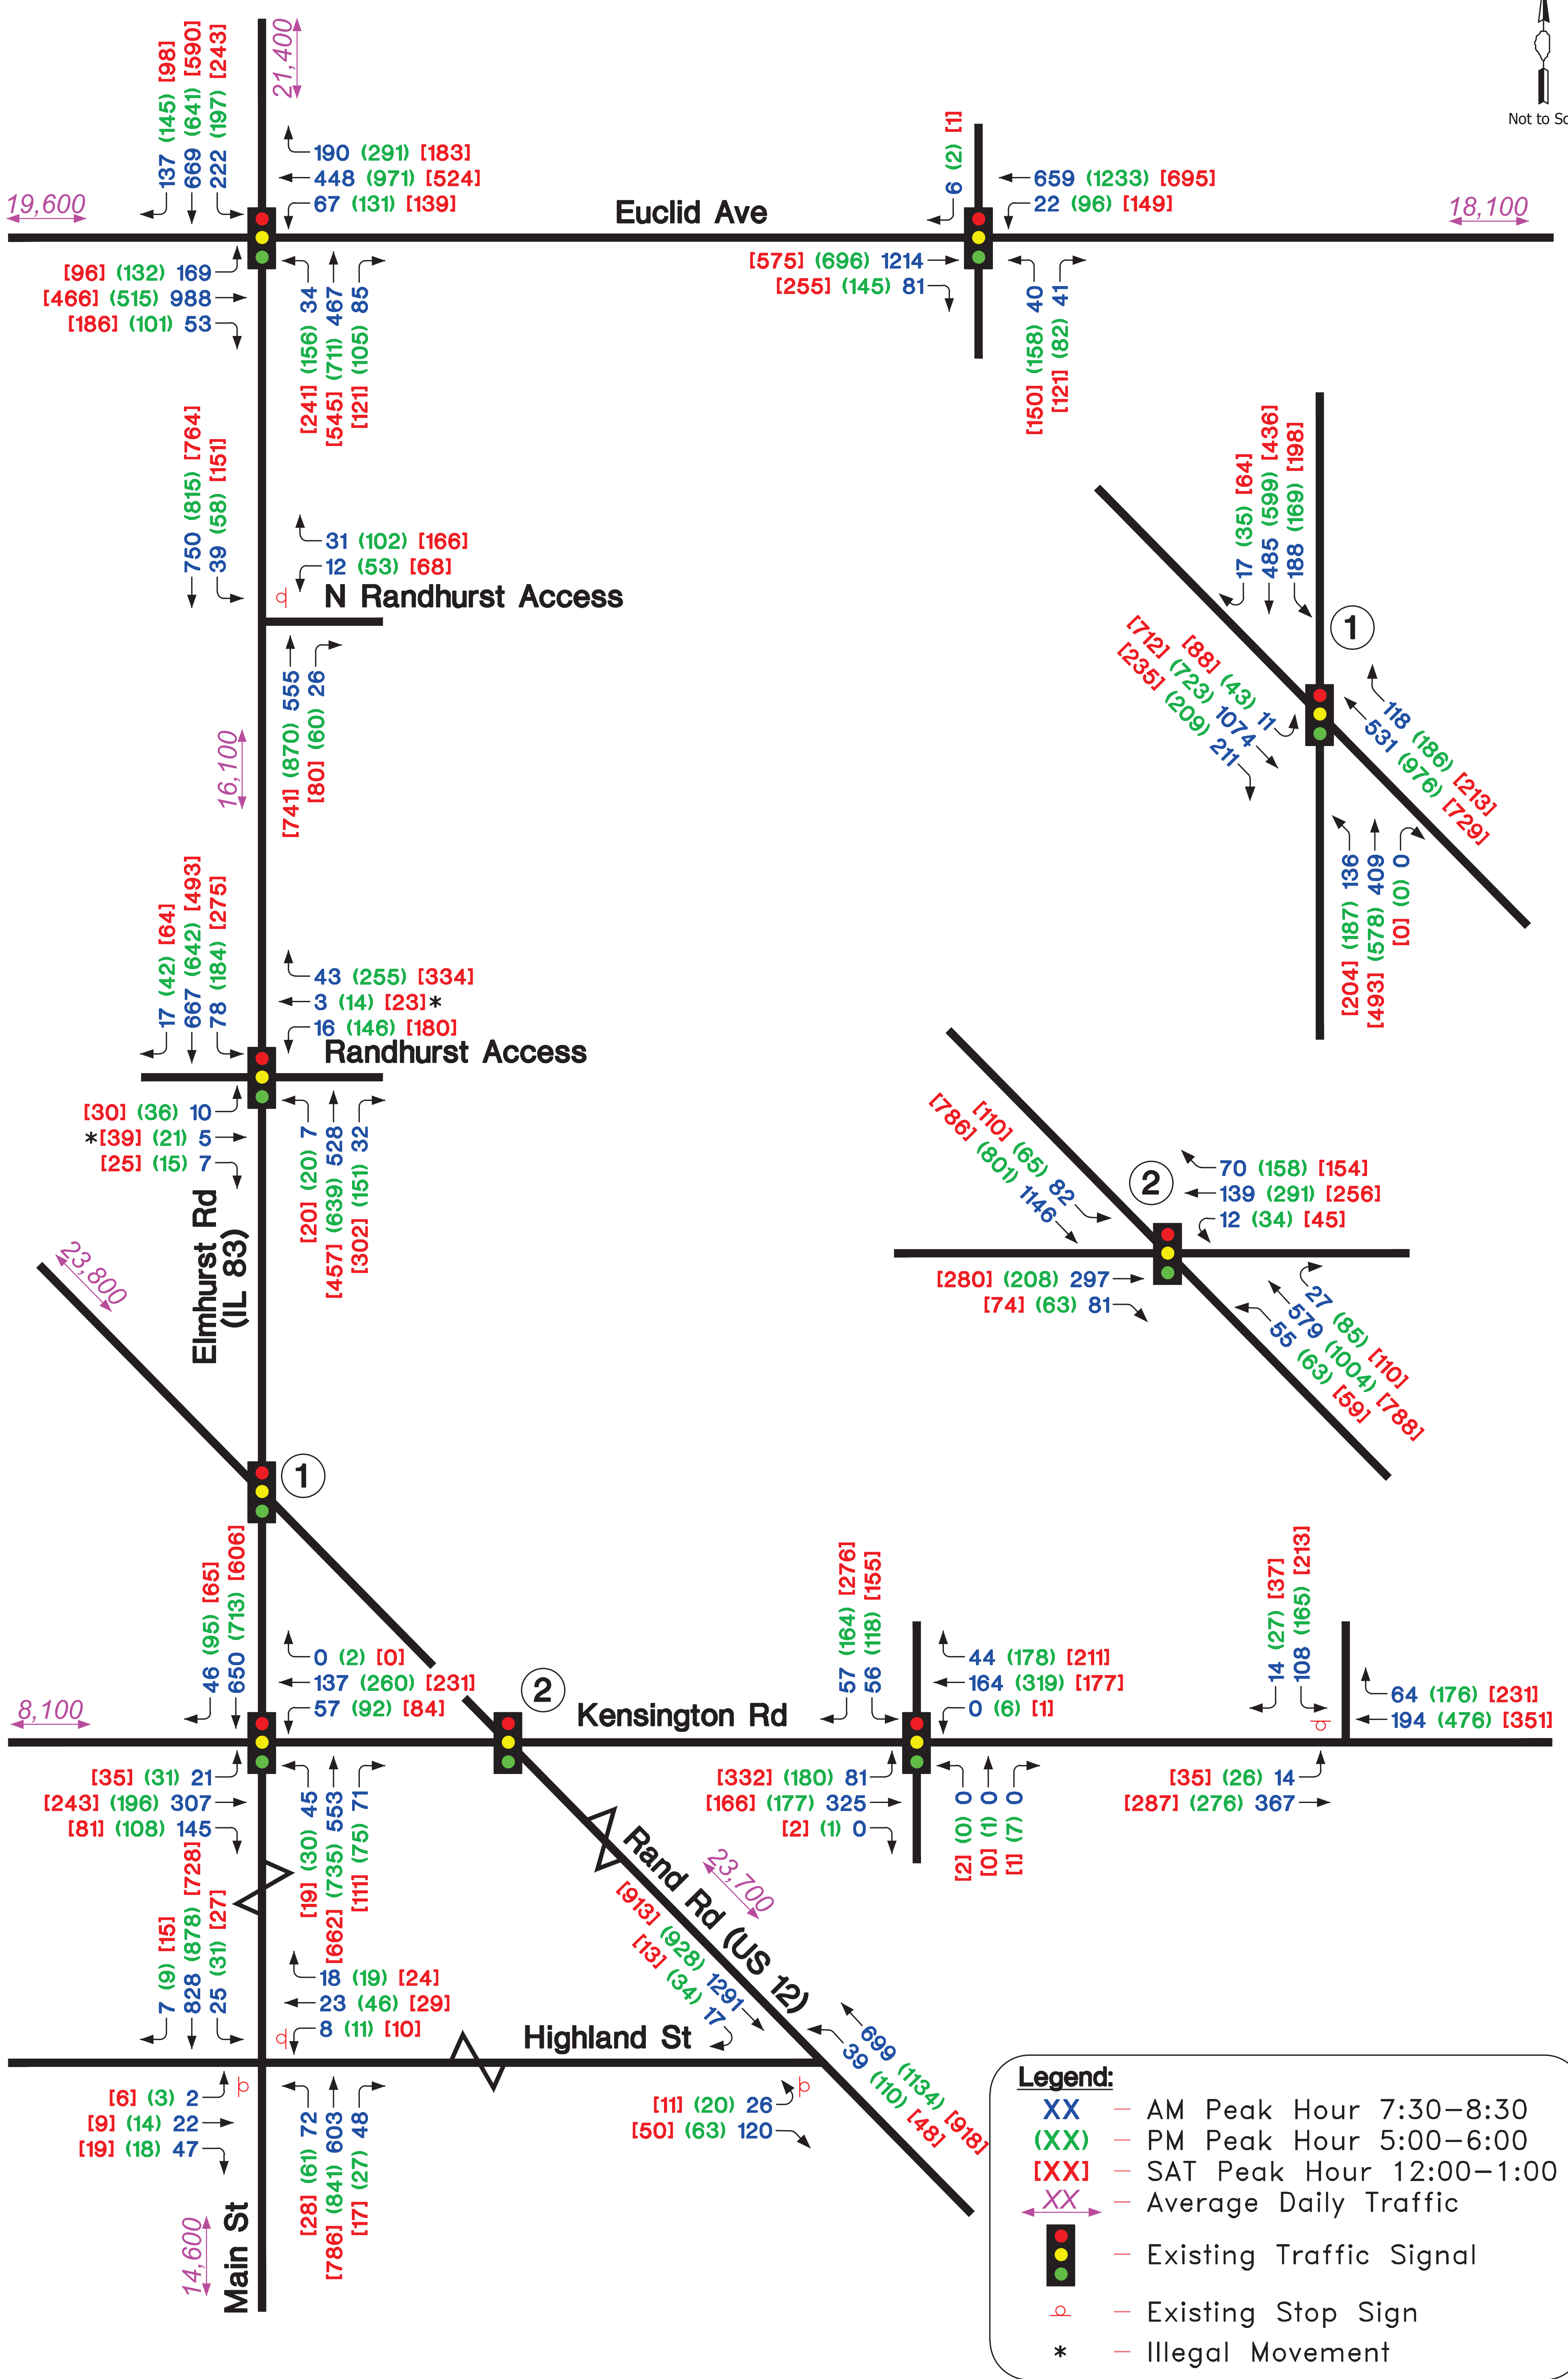 Not to Sc
21,400
137 (145) [98]
669 (641) [590]
222 (197) [243]
190 (291) [183]
448 (971) [524]
67 (131) [139]
19,600
Euclid Ave
6 (2) [1]
659 (1233) [695]
22 (96) [149]
18,100
[96] (132) 169
[466] (515) 988
[186] (101) 53
[241] (156) 34
[545] (711) 467
[121] (105) 85
[575] (696) 1214
[255] (145) 81
[150] (158) 40
[121] (82) 41
750 (815) [764]
39 (58) [151]
31 (102) [166]
12 (53) [68]
N Randhurst Access
[741] (870) 555
[80] (60) 26
16,100
17 (35) [64]
485 (599) [436]
188 (169) [198]
1
[88] (43) 11
[712] (723) 1074
[235] (209) 211
118 (186) [213]
531 (976) [729]
[204] (187) 136
[493] (578) 409
[0] (0) 0
17 (42) [64]
667 (642) [493]
78 (184) [275]
43 (255) [334]
3 (14) [23]*
16 (146) [180]
Randhurst Access
[30] (36) 10
*[39] (21) 5
[25] (15) 7
[20] (20) 7
[457] (639) 528
[302] (151) 32
Elmhurst Rd
(IL 83)
23,800
[110] (65) 82
[786] (801) 1146
2
70 (158) [154]
139 (291) [256]
12 (34) [45]
[280] (208) 297
[74] (63) 81
27 (85) [110]
579 (1004) [788]
55 (63) [59]
1
46 (95) [65]
650 (713) [606]
0 (2) [0]
137 (260) [231]
57 (92) [84]
8,100
2
Kensington Rd
57 (164) [276]
56 (118) [155]
44 (178) [211]
164 (319) [177]
0 (6) [1]
14 (27) [37]
108 (165) [213]
64 (176) [231]
194 (476) [351]
[35] (31) 21
[243] (196) 307
[81] (108) 145
[19] (30) 45
[662] (735) 553
[111] (75) 71
[332] (180) 81
[166] (177) 325
[2] (1) 0
[2] (0) 0
[0] (1) 0
[1] (7) 0
[35] (26) 14
[287] (276) 367
Rand Rd (US 12)
23,700
[913] (928) 1291
[13] (34) 17
7 (9) [15]
828 (878) [728]
25 (31) [27]
18 (19) [24]
23 (46) [29]
8 (11) [10]
Highland St
699 (1134) [918]
39 (110) [48]
[6] (3) 2
[9] (14) 22
[19] (18) 47
[28] (61) 72
[786] (841) 603
[17] (27) 48
[11] (20) 26
[50] (63) 120
14,600
Main St
Legend:
XX – AM Peak Hour 7:30-8:30
(XX) – PM Peak Hour 5:00-6:00
[XX] – SAT Peak Hour 12:00-1:00
XX – Average Daily Traffic
– Existing Traffic Signal
– Existing Stop Sign
* – Illegal Movement